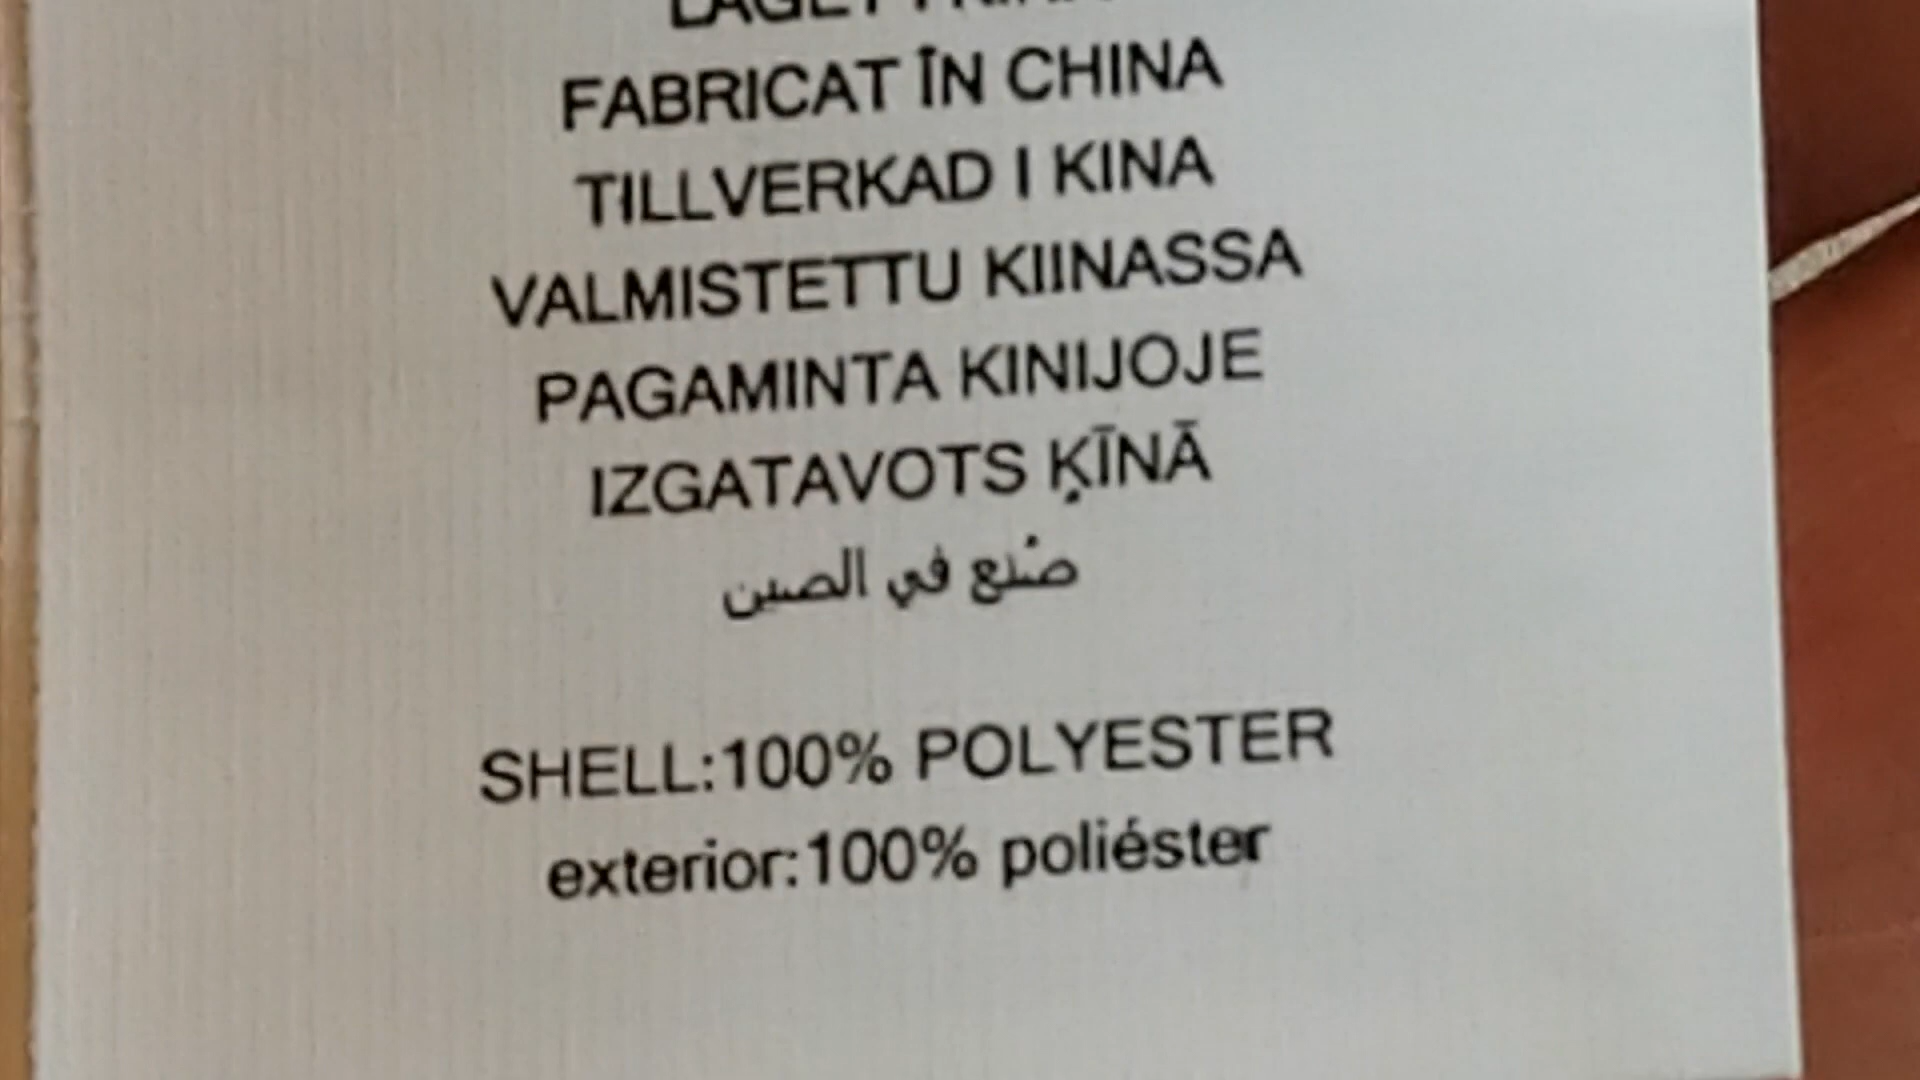 FABRICAT ÎN CHINA
TILLVERKAD I KINA
VALMISTETTU KIINASSA
PAGAMINTA KINIJOJE
IZGATAVOTS ĶĪNĀ
صُنع في الصين
SHELL:100% POLYESTER
exterior:100% poliéster